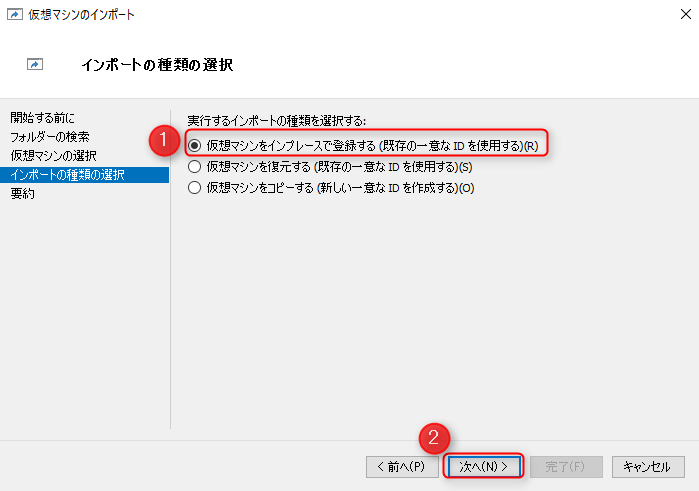 仮想マシンのインポート
インポートの種類の選択
開始する前に
フォルダーの検索
仮想マシンの選択
インポートの種類の選択
要約
実行するインポートの種類を選択する:
1
仮想マシンをインプレースで登録する (既存の一意な ID を使用する)(R)
仮想マシンを復元する (既存の一意な ID を使用する)(S)
仮想マシンをコピーする (新しい一意な ID を作成する)(O)
2
< 前へ(P)
次へ(N) >
完了(F)
キャンセル